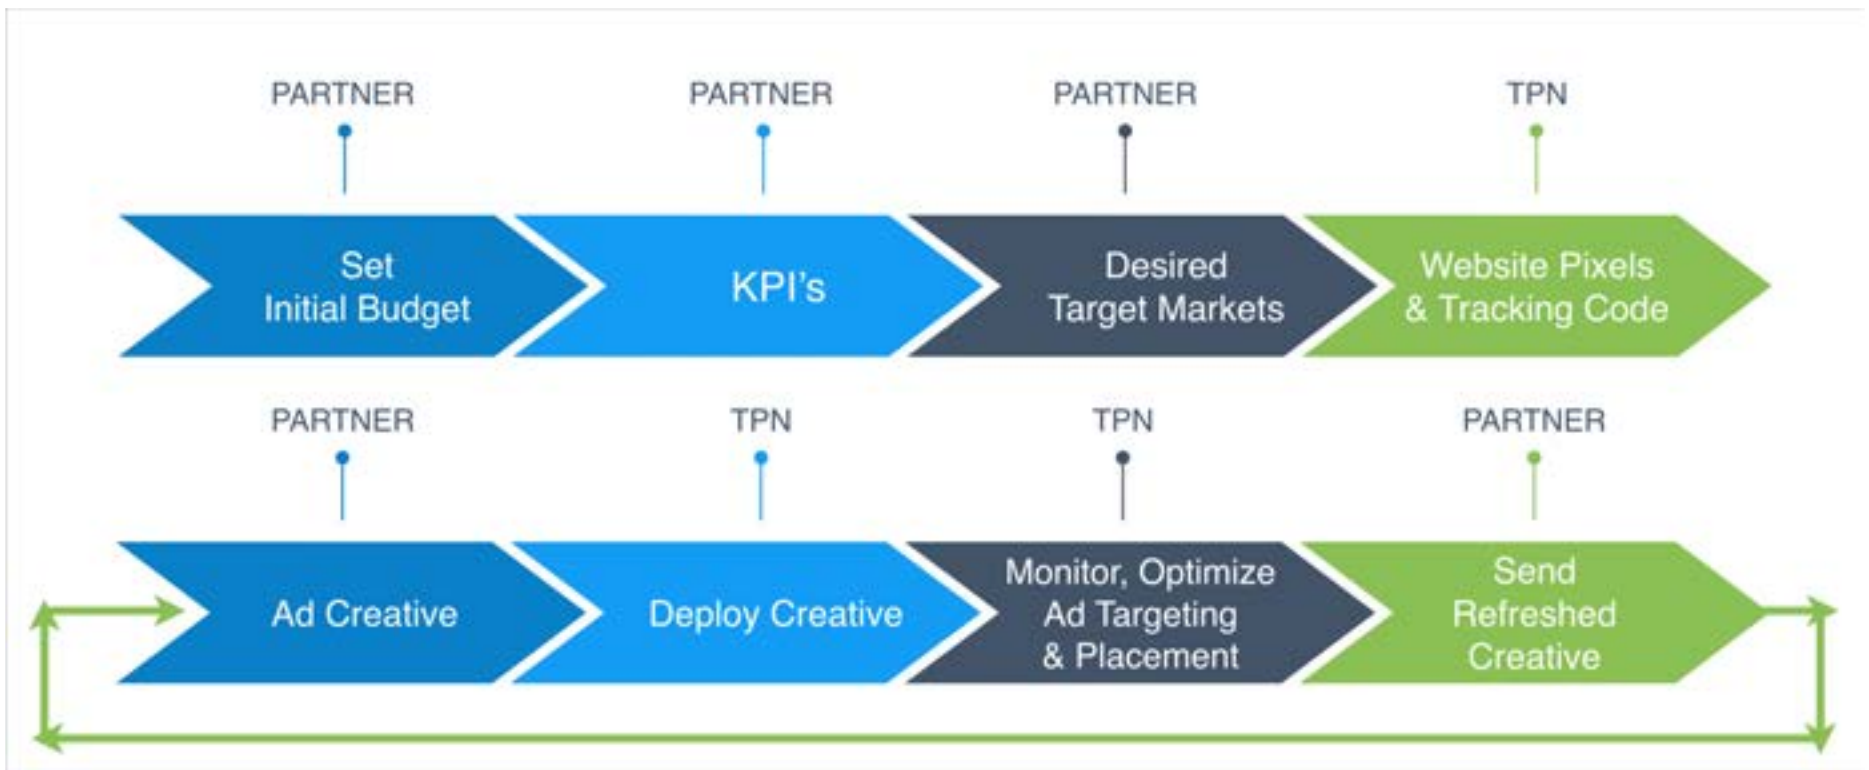 PARTNER
PARTNER
PARTNER
TPN
Set
Initial Budget
KPI's
Desired
Target Markets
Website Pixels
& Tracking Code
PARTNER
TPN
TPN
PARTNER
Ad Creative
Deploy Creative
Monitor, Optimize
Ad Targeting
& Placement
Send
Refreshed
Creative